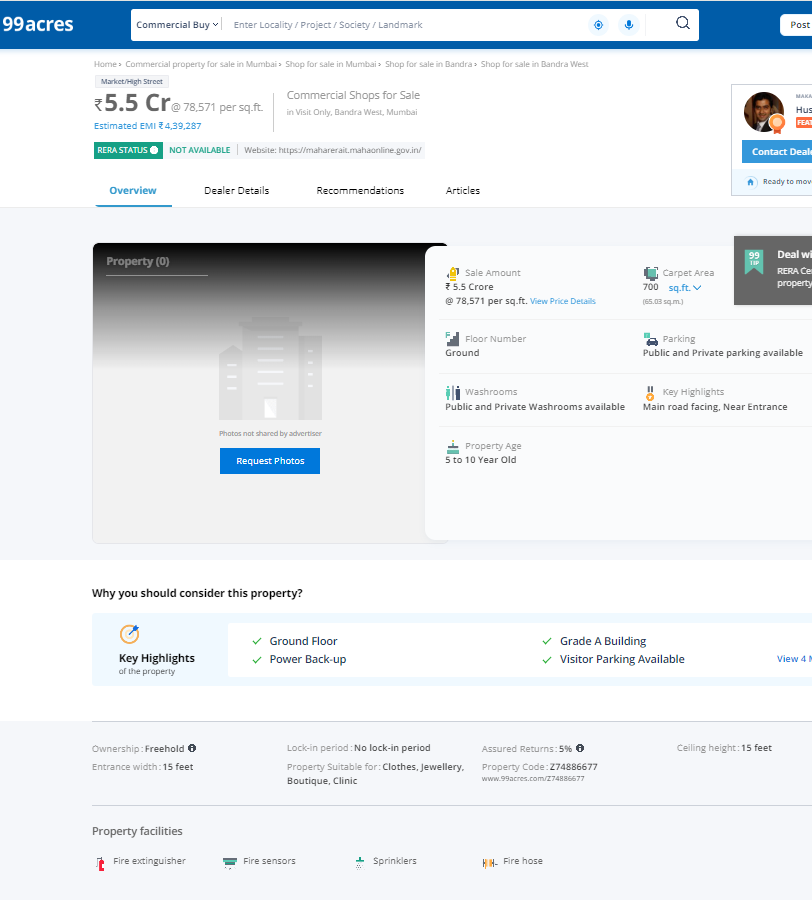 99acres
Commercial Buy
Enter Locality / Project / Society / Landmark
Post
Home > Commercial property for sale in Mumbai > Shop for sale in Mumbai > Shop for sale in Bandra > Shop for sale in Bandra West
Market/High Street
₹5.5 Cr @ 78,571 per sq.ft.
Estimated EMI ₹4,39,287
Commercial Shops for Sale
in Visit Only, Bandra West, Mumbai
RERA STATUS NOT AVAILABLE Website: https://maharerait.mahaonline.gov.in/
Hus
FEAT
Contact Deale
Ready to mov
Overview Dealer Details Recommendations Articles
Property (0)
Photos not shared by advertiser
Request Photos
Sale Amount
₹ 5.5 Crore
@ 78,571 per sq.ft. View Price Details
Carpet Area
700 sq.ft.
(65.03 sq.m.)
99
Deal wi
RERA Ce
property
Floor Number
Ground
Parking
Public and Private parking available
Washrooms
Public and Private Washrooms available
Key Highlights
Main road facing, Near Entrance
Property Age
5 to 10 Year Old
Why you should consider this property?
Key Highlights
of the property
Ground Floor
Grade A Building
Power Back-up
Visitor Parking Available
View 4 M
Ownership : Freehold
Lock-in period : No lock-in period
Assured Returns : 5%
Ceiling height : 15 feet
Entrance width : 15 feet
Property Suitable for : Clothes, Jewellery,
Boutique, Clinic
Property Code : Z74886677
www.99acres.com/Z74886677
Property facilities
Fire extinguisher
Fire sensors
Sprinklers
Fire hose